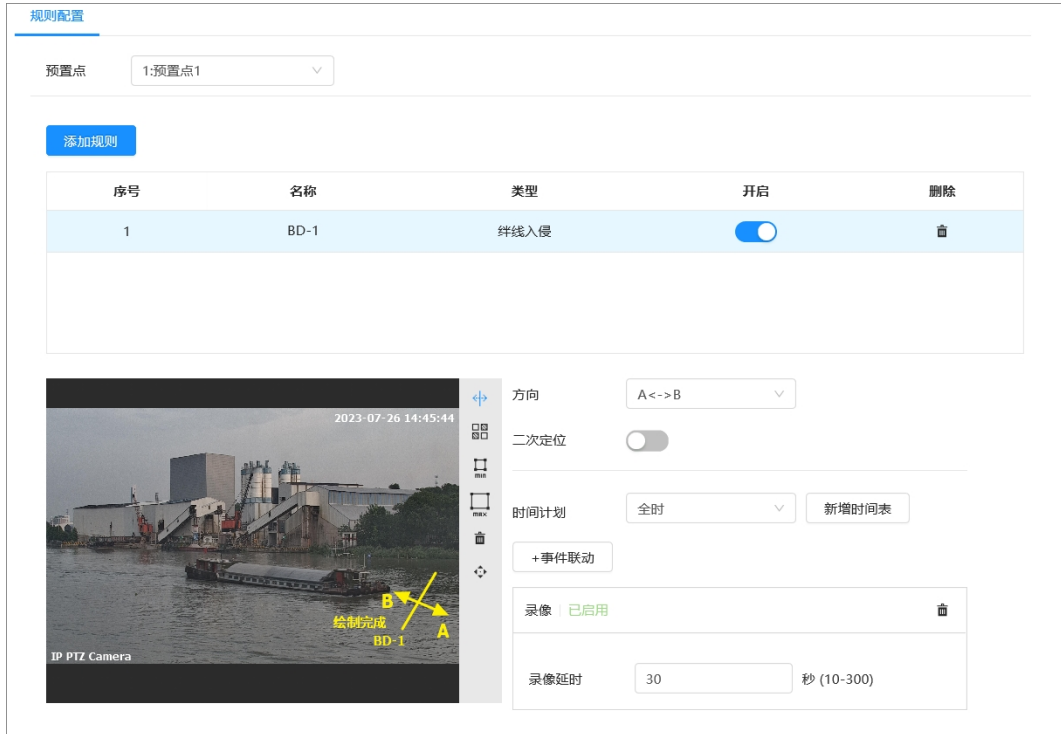 规则配置
预置点 1:预置点1
添加规则
序号 名称 类型 开启 删除
1 BD-1 绊线入侵
2023-07-26 14:45:44
方向 A<->B
二次定位
min
max
时间计划 全时 新增时间表
+事件联动
B
绘制完成 A
BD-1
IP PTZ Camera
录像 已启用
录像延时 30 秒 (10-300)